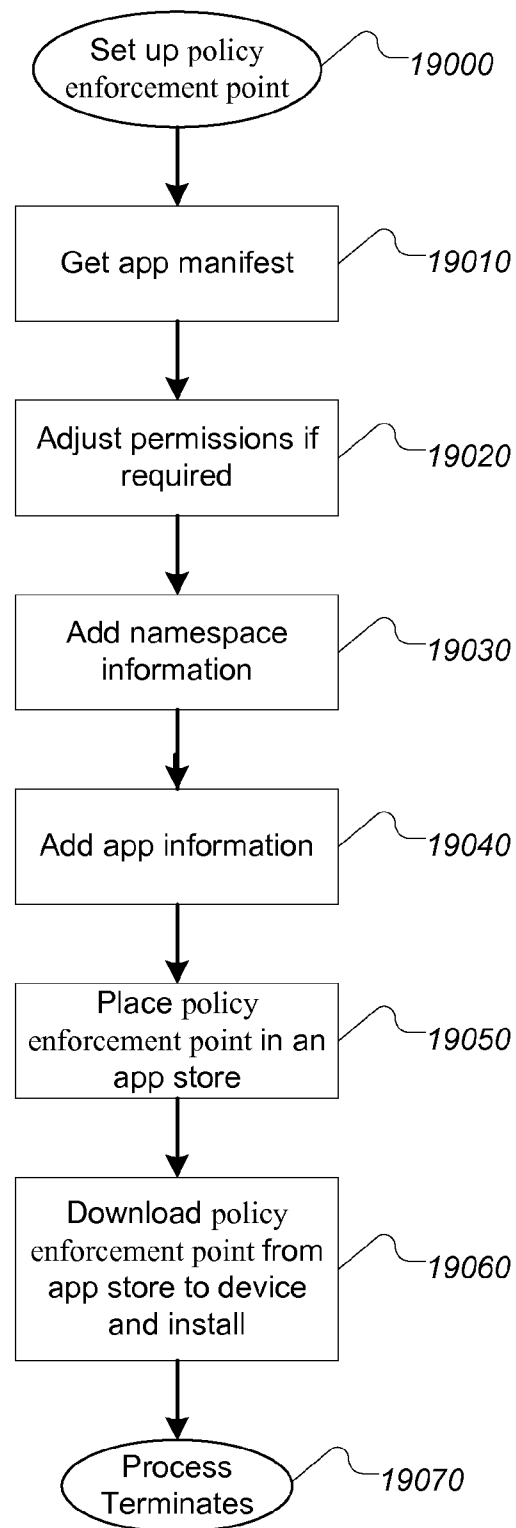 Set up policy
enforcement point
19000
Get app manifest
19010
Adjust permissions if
required
19020
Add namespace
information
19030
Add app information
19040
Place policy
enforcement point in an
app store
19050
Download policy
enforcement point from
app store to device
and install
19060
Process
Terminates
19070